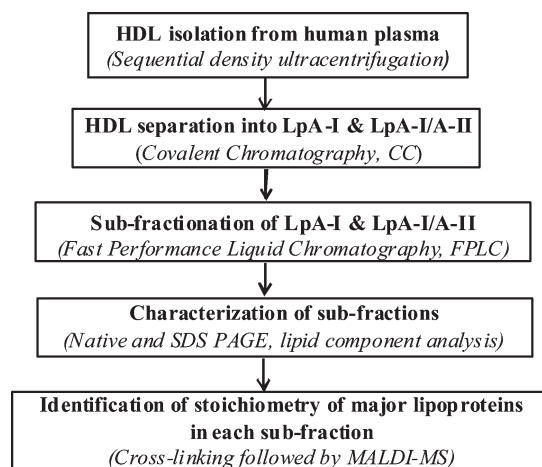 HDL isolation from human plasma
(Sequential density ultracentrifugation)
HDL separation into LpA-I & LpA-I/A-II
(Covalent Chromatography, CC)
Sub-fractionation of LpA-I & LpA-I/A-II
(Fast Performance Liquid Chromatography, FPLC)
Characterization of sub-fractions
(Native and SDS PAGE, lipid component analysis)
Identification of stoichiometry of major lipoproteins
in each sub-fraction
(Cross-linking followed by MALDI-MS)